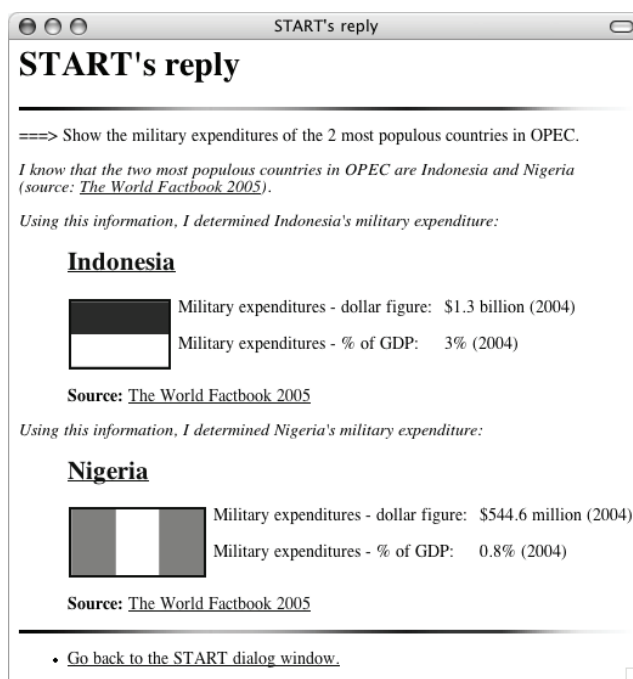 START's reply
START's reply
===> Show the military expenditures of the 2 most populous countries in OPEC.
I know that the two most populous countries in OPEC are Indonesia and Nigeria
(source: The World Factbook 2005).
Using this information, I determined Indonesia's military expenditure:
Indonesia
Military expenditures - dollar figure: $1.3 billion (2004)
Military expenditures - % of GDP: 3% (2004)
Source: The World Factbook 2005
Using this information, I determined Nigeria's military expenditure:
Nigeria
Military expenditures - dollar figure: $544.6 million (2004)
Military expenditures - % of GDP: 0.8% (2004)
Source: The World Factbook 2005
• Go back to the START dialog window.